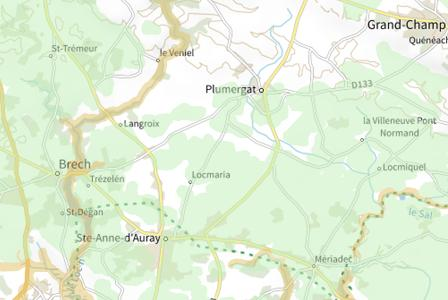 Grand-Champ
Quénéach
St-Trémeur
le Veniel
Plumergat
D133
Langroix
la Villeneuve Pont
Normand
Brech
Locmiquel
Trézelén
Locmaria
St-Dégan
le Sal
Ste-Anne-d'Auray
Mériadec